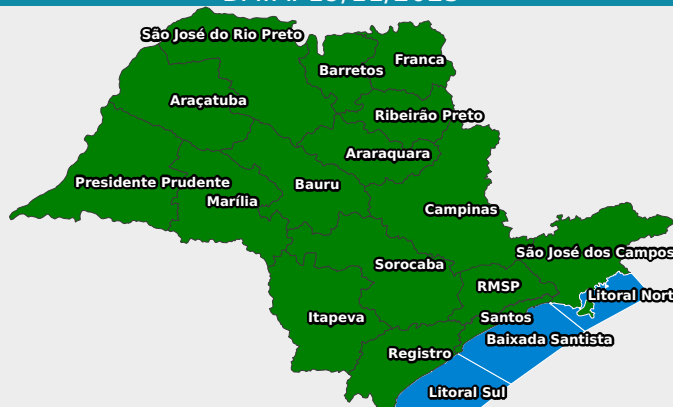 São José do Rio Preto
Franca
Barretos
Araçatuba
Ribeirão Preto
Araraquara
Presidente Prudente
Bauru
Marília
Campinas
São José dos Campos
Sorocaba
RMSP
Litoral Nort
Itapeva
Santos
Baixada Santista
Registro
Litoral Sul